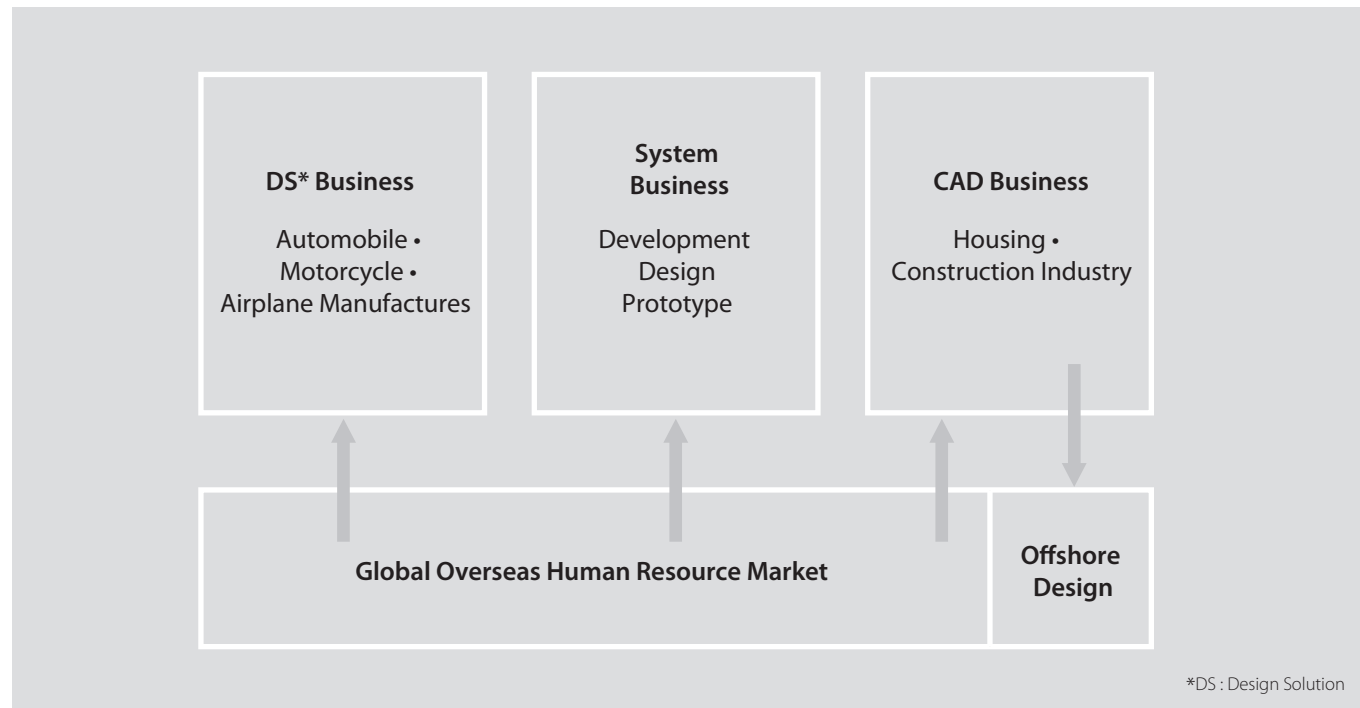 DS* Business
Automobile •
Motorcycle •
Airplane Manufactures
System
Business
Development
Design
Prototype
CAD Business
Housing •
Construction Industry
Global Overseas Human Resource Market
Offshore
Design
*DS : Design Solution